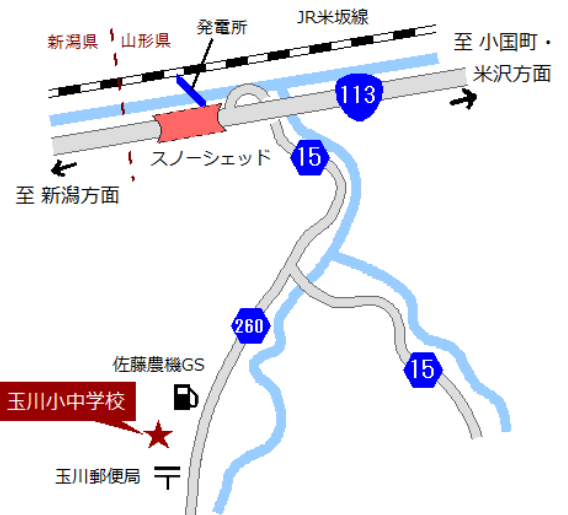 JR米坂線
発電所
新潟県
山形県
至 小国町・
米沢方面
113
スノーシェッド
15
至 新潟方面
260
佐藤農機GS
15
玉川小中学校
玉川郵便局